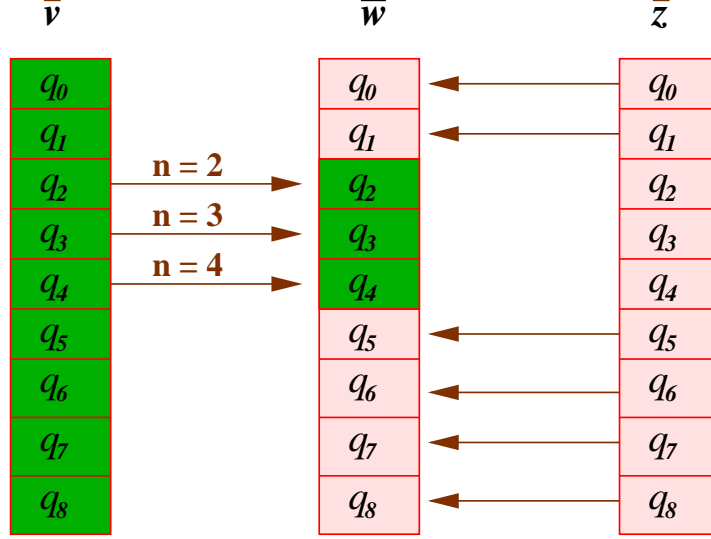 v̅ w̅ z̅
q₀ q₀ q₀
q₁ q₁ q₁
q₂ n = 2 q₂ q₂
q₃ n = 3 q₃ q₃
q₄ n = 4 q₄ q₄
q₅ q₅ q₅
q₆ q₆ q₆
q₇ q₇ q₇
q₈ q₈ q₈